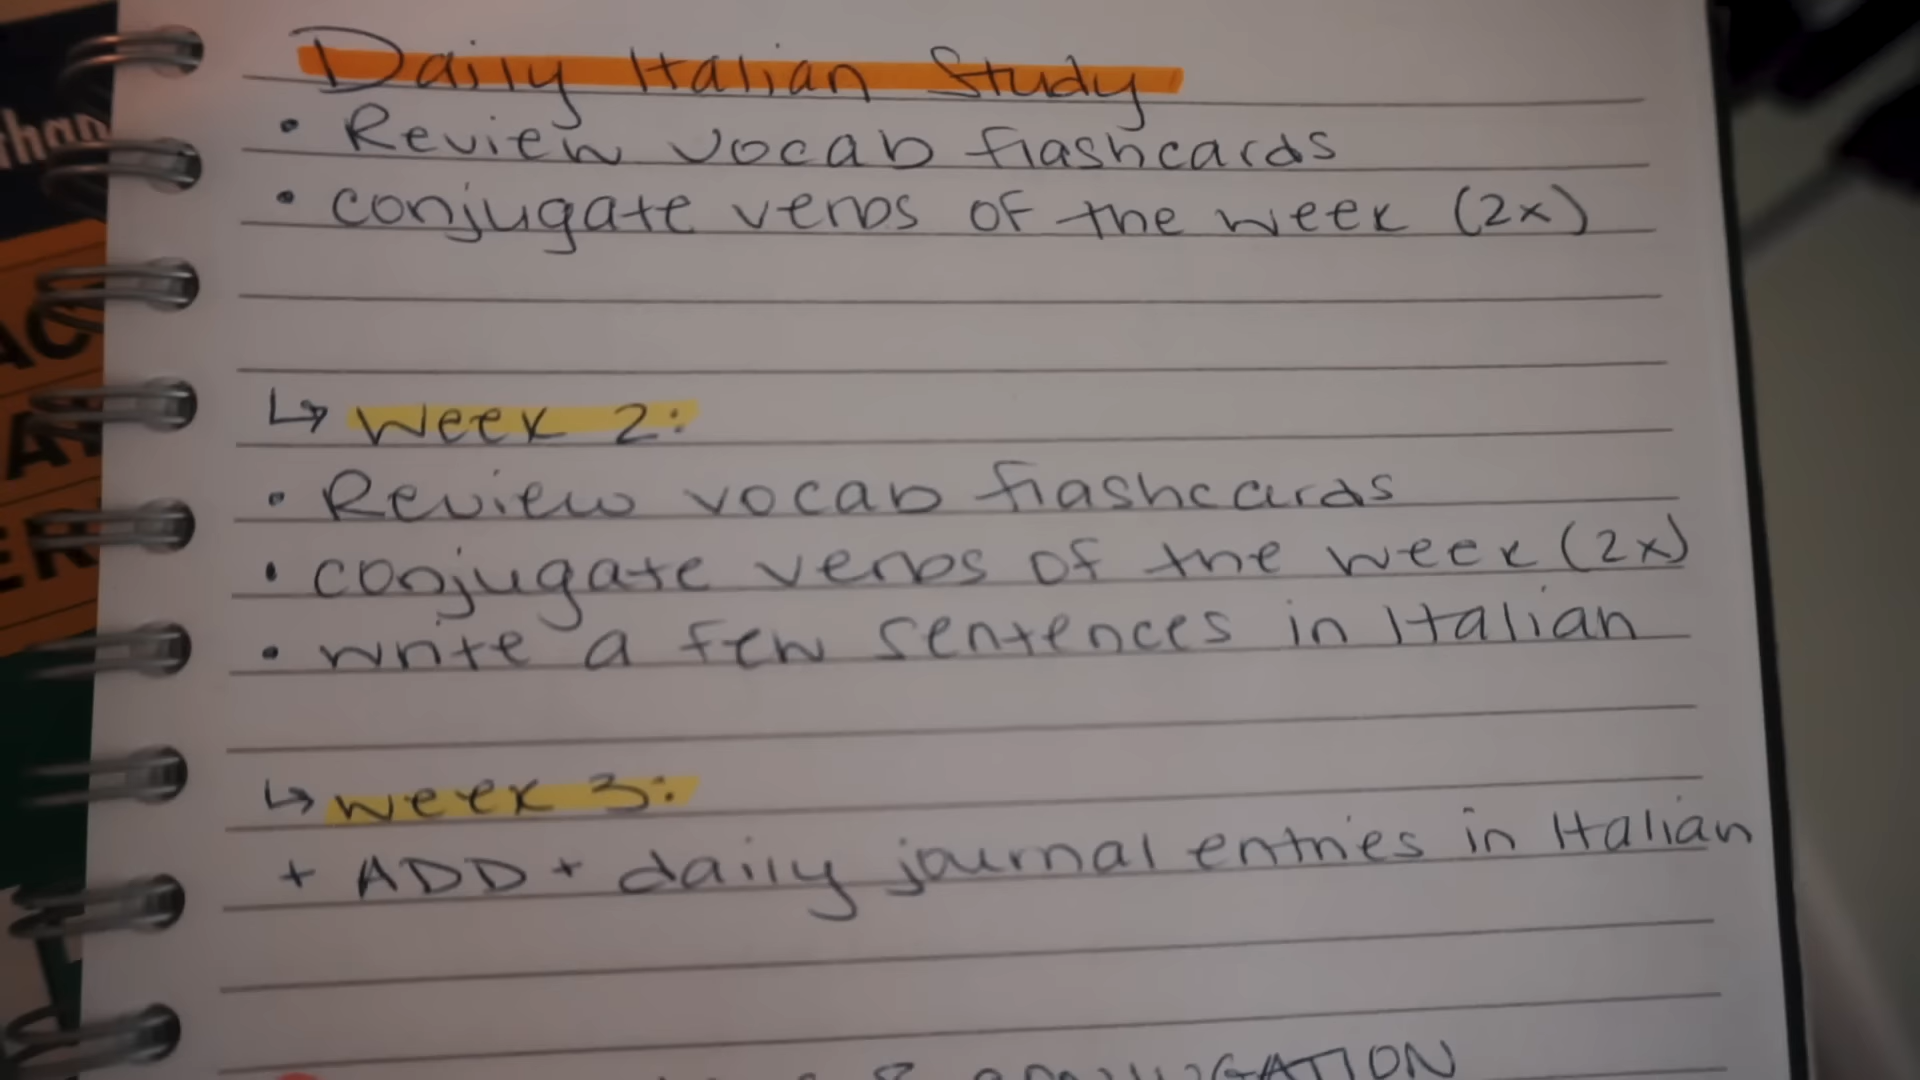 Daily Italian Study
• Review vocab flashcards
• conjugate verbs of the week (2x)
↳ Week 2:
• Review vocab flashcards
• conjugate verbs of the week (2x)
• write a few sentences in Italian
↳ week 3:
+ ADD + daily journal entries in Italian